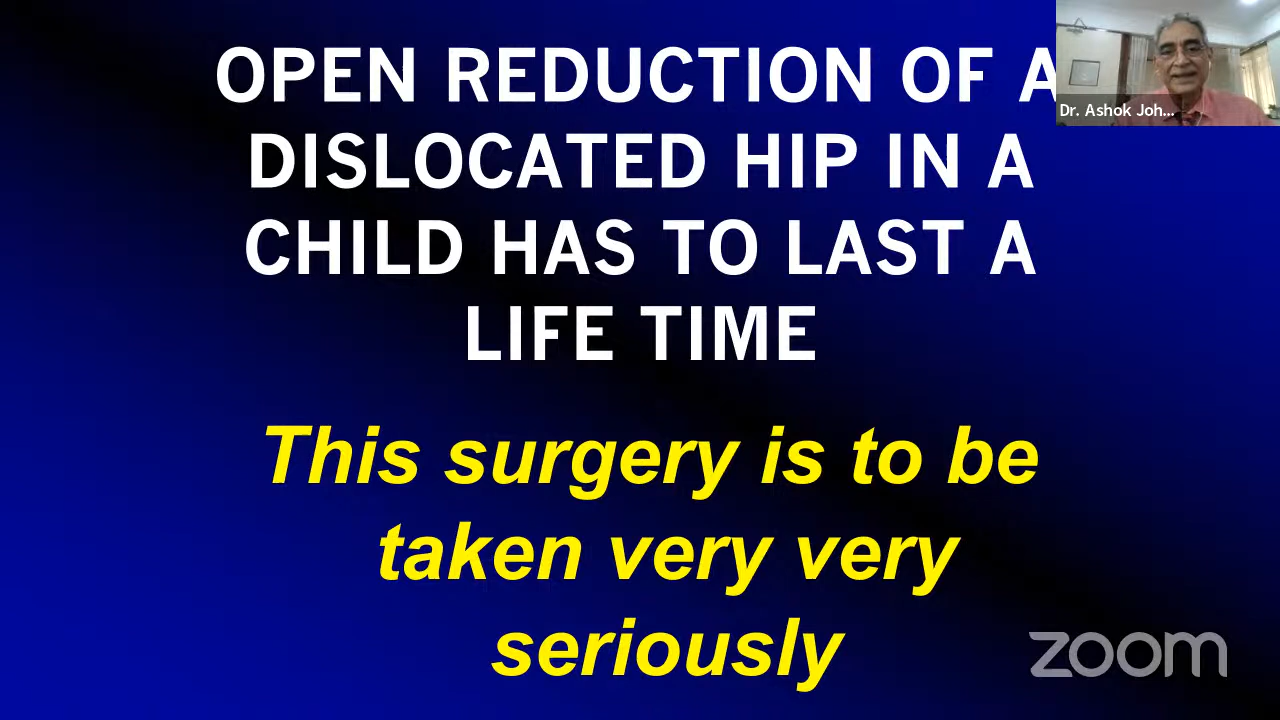 OPEN REDUCTION OF A
DISLOCATED HIP IN A
CHILD HAS TO LAST A
LIFE TIME
This surgery is to be
taken very very
seriously
Dr. Ashok Joh...
zoom